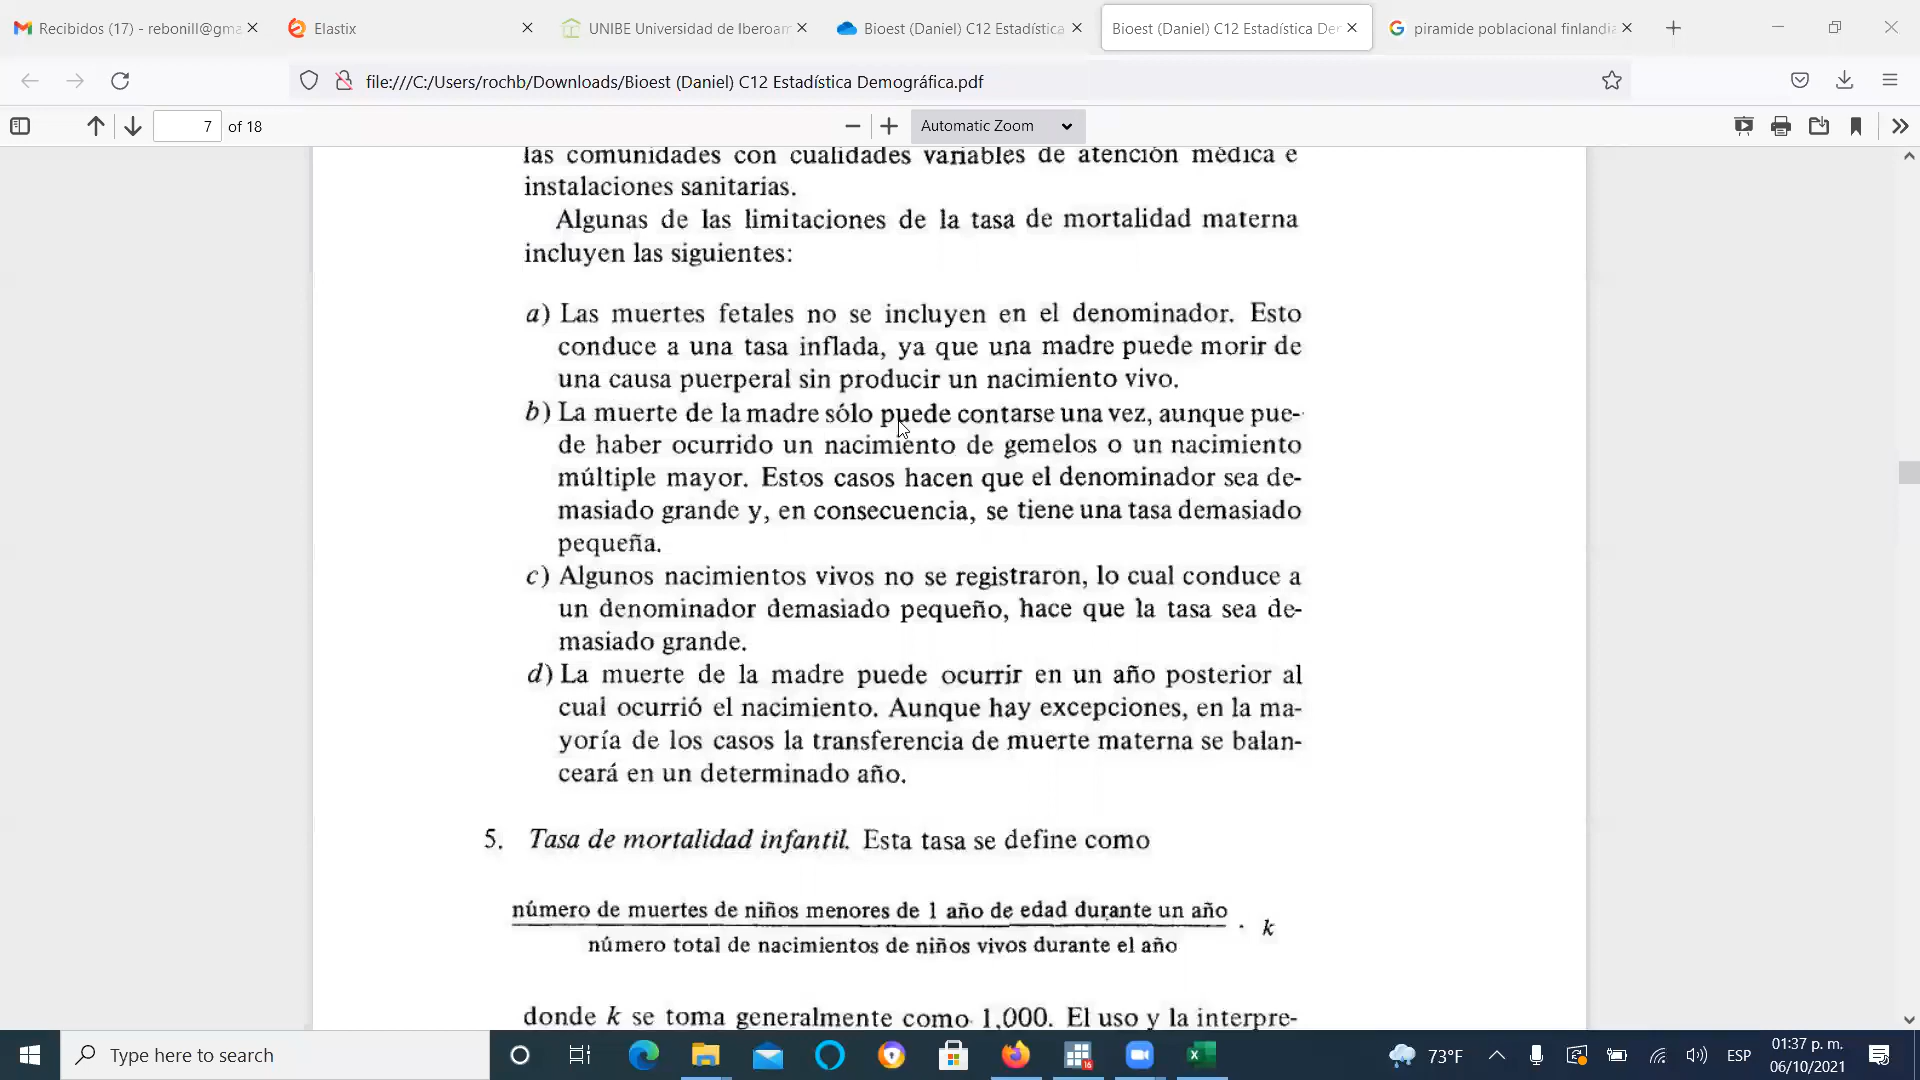 Recibidos (17) - rebonill@gma
Elastix
UNIBE Universidad de Iberoam
Bioest (Daniel) C12 Estadística
Bioest (Daniel) C12 Estadística De
piramide poblacional finlandia
file:///C:/Users/rochb/Downloads/Bioest (Daniel) C12 Estadística Demográfica.pdf
7 of 18
Automatic Zoom
las comunidades con cualidades variables de atención médica e
instalaciones sanitarias.
Algunas de las limitaciones de la tasa de mortalidad materna
incluyen las siguientes:
a) Las muertes fetales no se incluyen en el denominador. Esto
conduce a una tasa inflada, ya que una madre puede morir de
una causa puerperal sin producir un nacimiento vivo.
b) La muerte de la madre sólo puede contarse una vez, aunque pue-
de haber ocurrido un nacimiento de gemelos o un nacimiento
múltiple mayor. Estos casos hacen que el denominador sea de-
masiado grande y, en consecuencia, se tiene una tasa demasiado
pequeña.
c) Algunos nacimientos vivos no se registraron, lo cual conduce a
un denominador demasiado pequeño, hace que la tasa sea de-
masiado grande.
d) La muerte de la madre puede ocurrir en un año posterior al
cual ocurrió el nacimiento. Aunque hay excepciones, en la ma-
yoría de los casos la transferencia de muerte materna se balan-
ceará en un determinado año.
5. Tasa de mortalidad infantil. Esta tasa se define como
número de muertes de niños menores de 1 año de edad durante un año
número total de nacimientos de niños vivos durante el año
· k
donde k se toma generalmente como 1,000. El uso y la interpre-
Type here to search
16
73°F
ESP
01:37 p. m.
06/10/2021